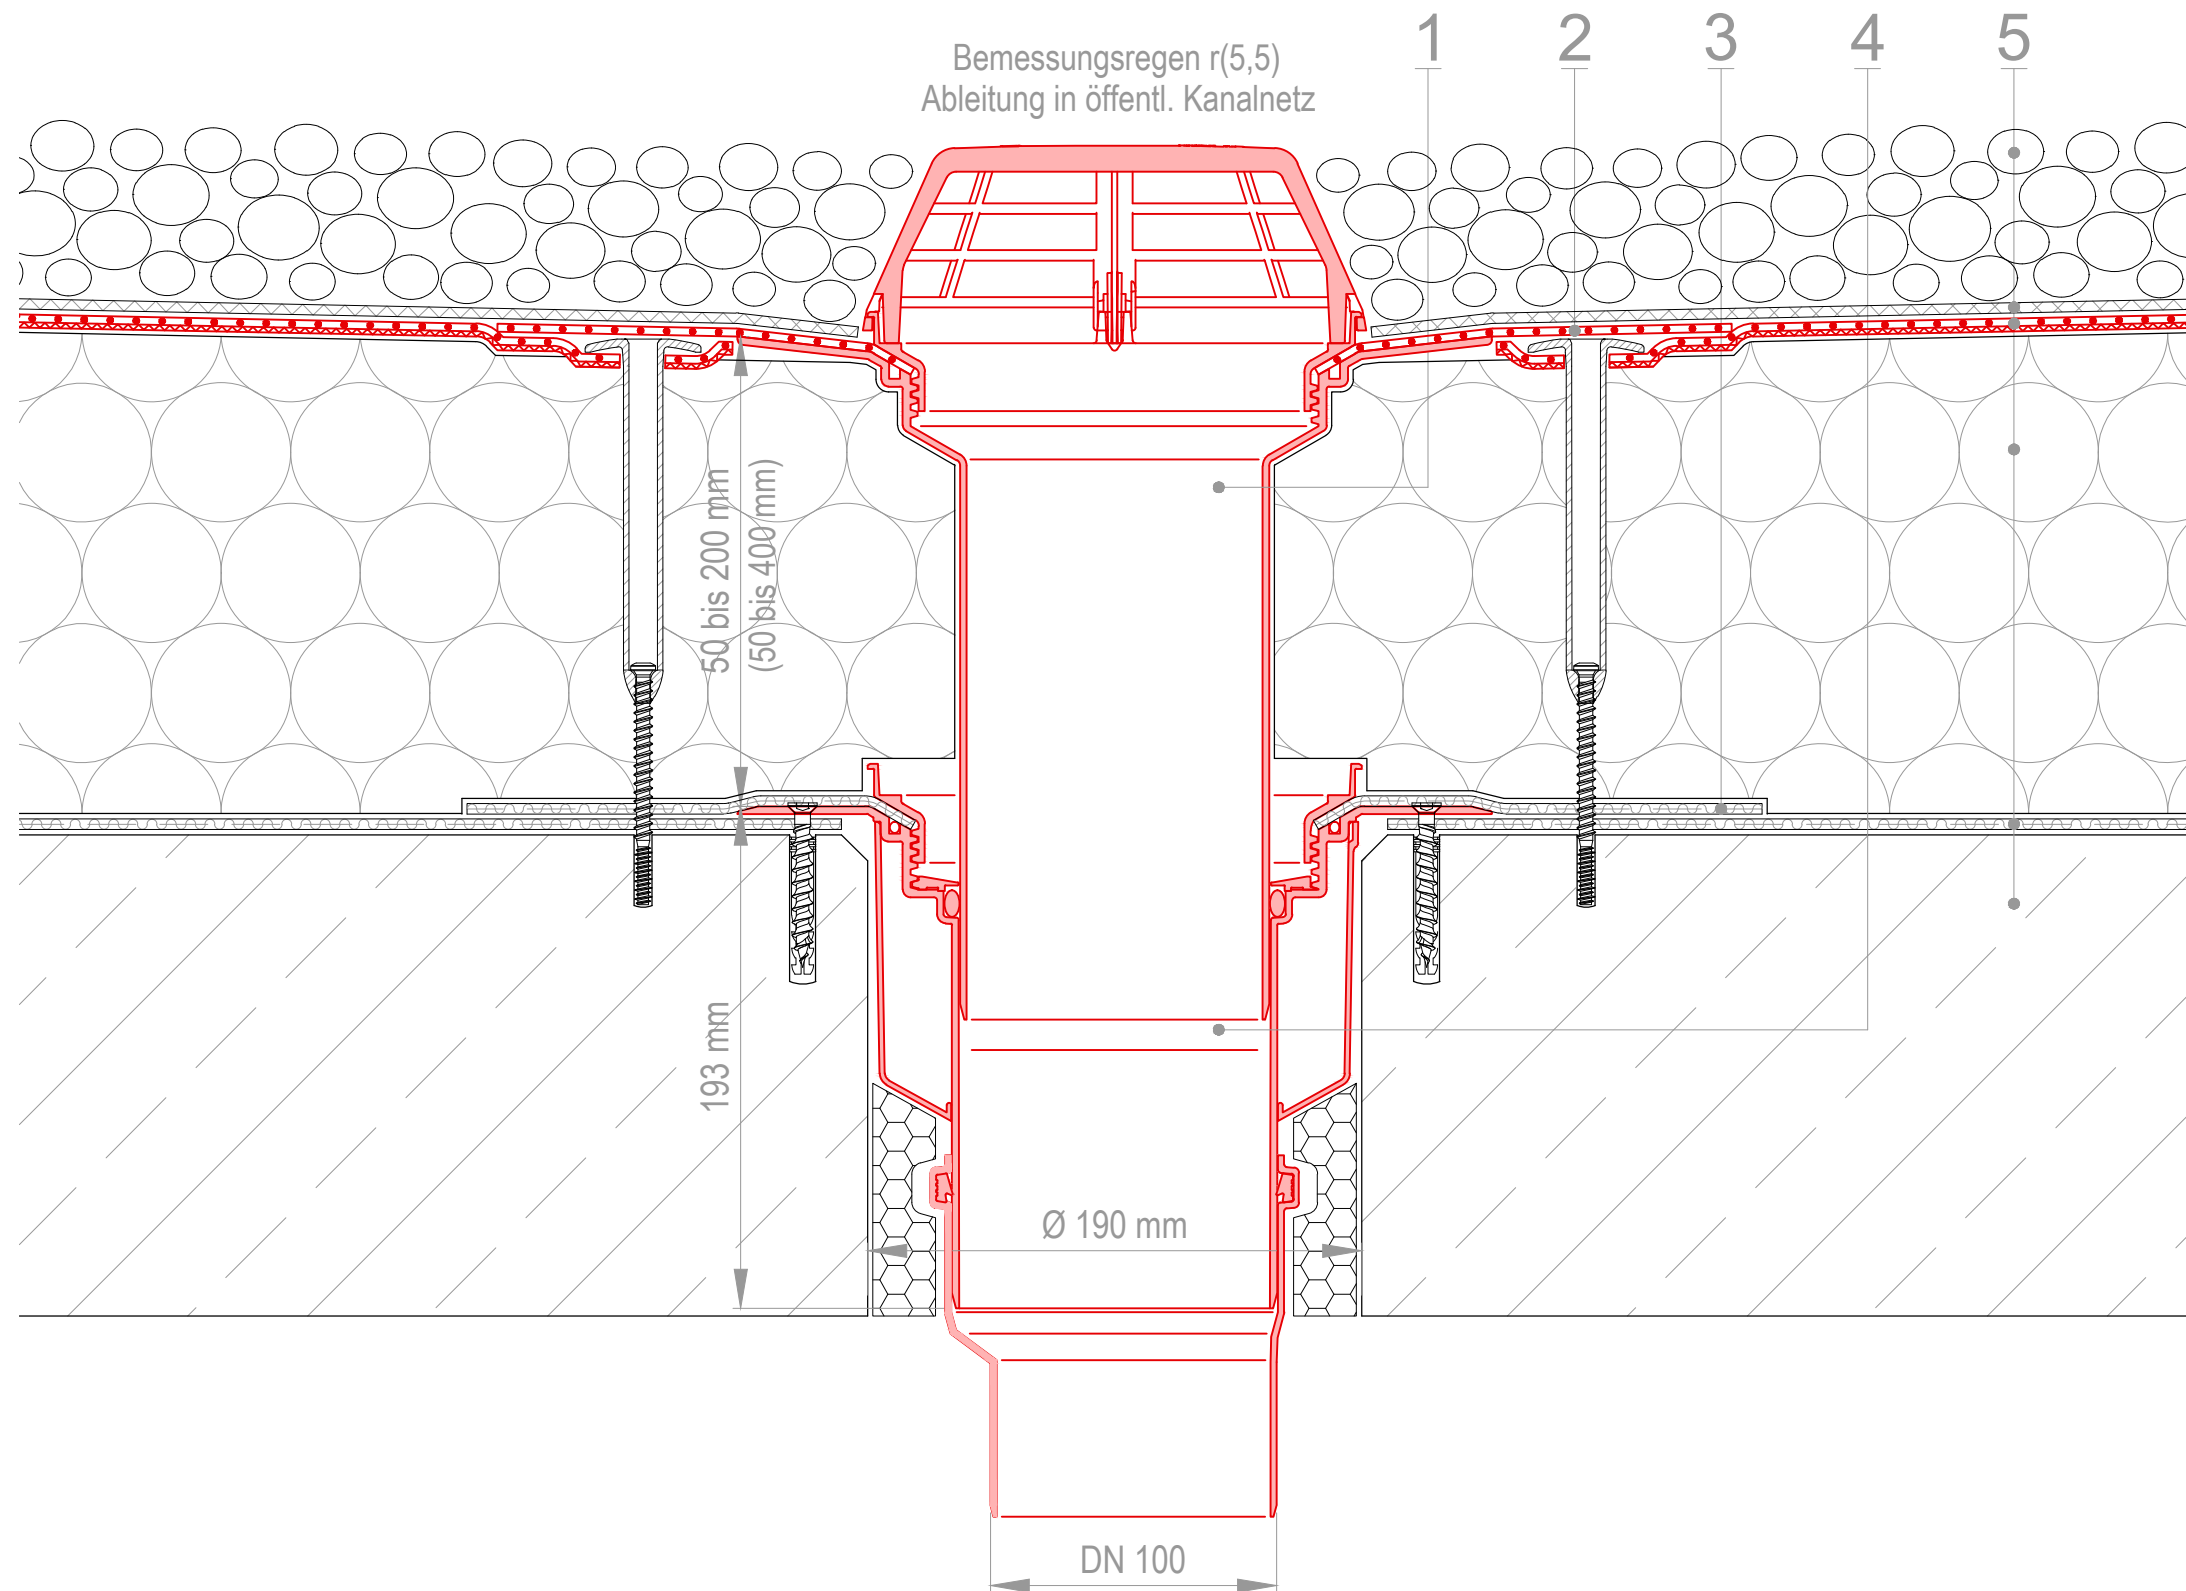 Bemessungsregen r(5,5)
Ableitung in öffentl. Kanalnetz
1
2
3
4
5
50 bis 200 mm
(50 bis 400 mm)
193 mm
Ø 190 mm
DN 100